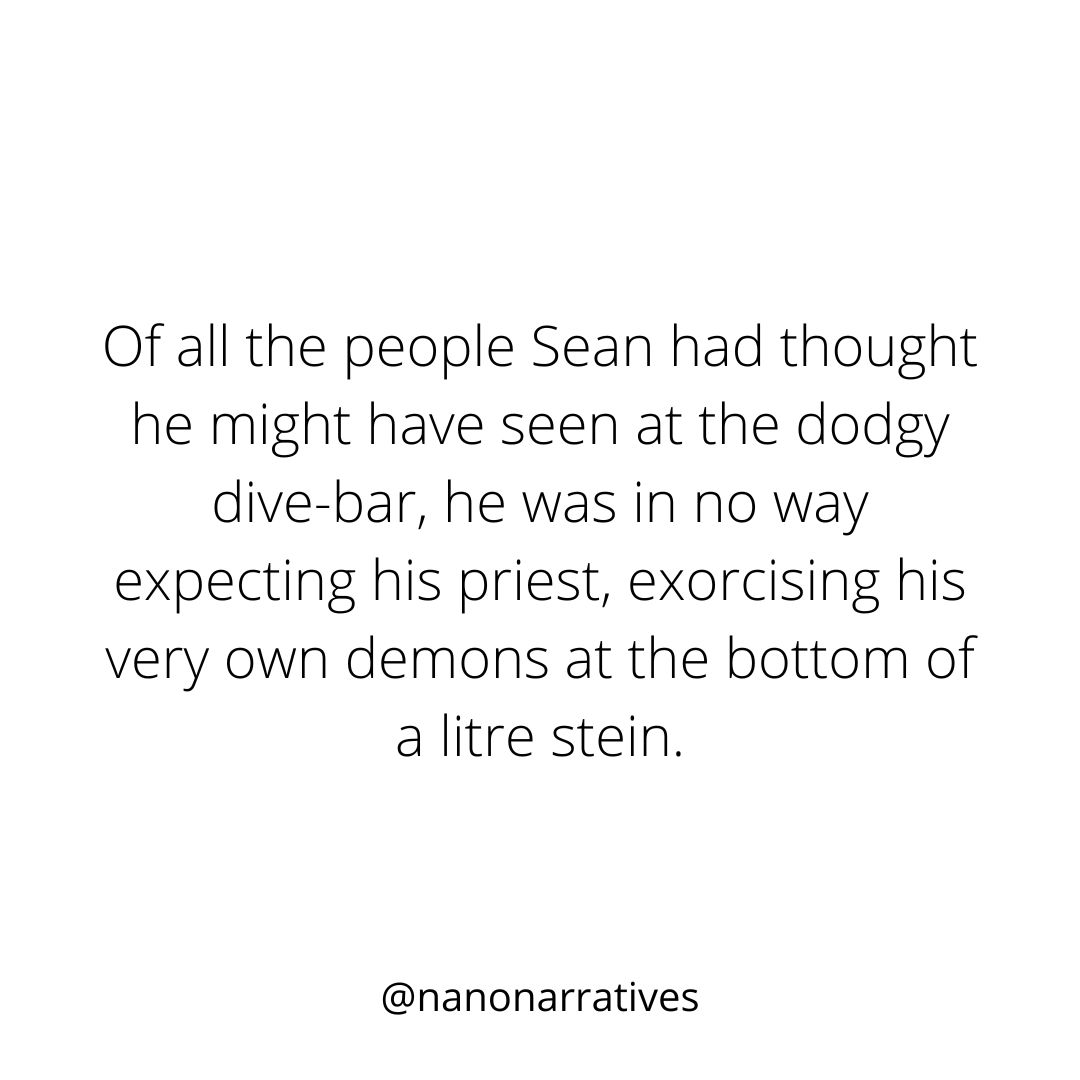 Of all the people Sean had thought
he might have seen at the dodgy
dive-bar, he was in no way
expecting his priest, exorcising his
very own demons at the bottom of
a litre stein.
@nanonarratives